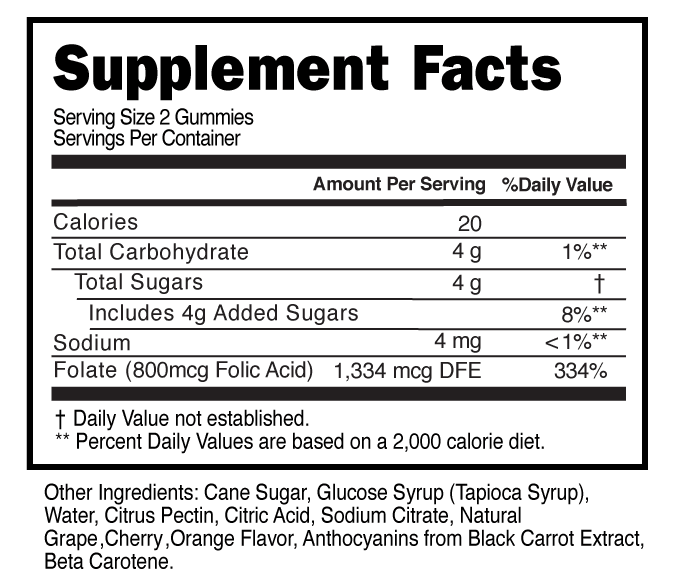 Supplement Facts
Serving Size 2 Gummies
Servings Per Container
Amount Per Serving %Daily Value
Calories 20
Total Carbohydrate 4 g 1%**
Total Sugars 4 g †
Includes 4g Added Sugars 8%**
Sodium 4 mg <1%**
Folate (800mcg Folic Acid) 1,334 mcg DFE 334%
† Daily Value not established.
** Percent Daily Values are based on a 2,000 calorie diet.
Other Ingredients: Cane Sugar, Glucose Syrup (Tapioca Syrup),
Water, Citrus Pectin, Citric Acid, Sodium Citrate, Natural
Grape,Cherry,Orange Flavor, Anthocyanins from Black Carrot Extract,
Beta Carotene.